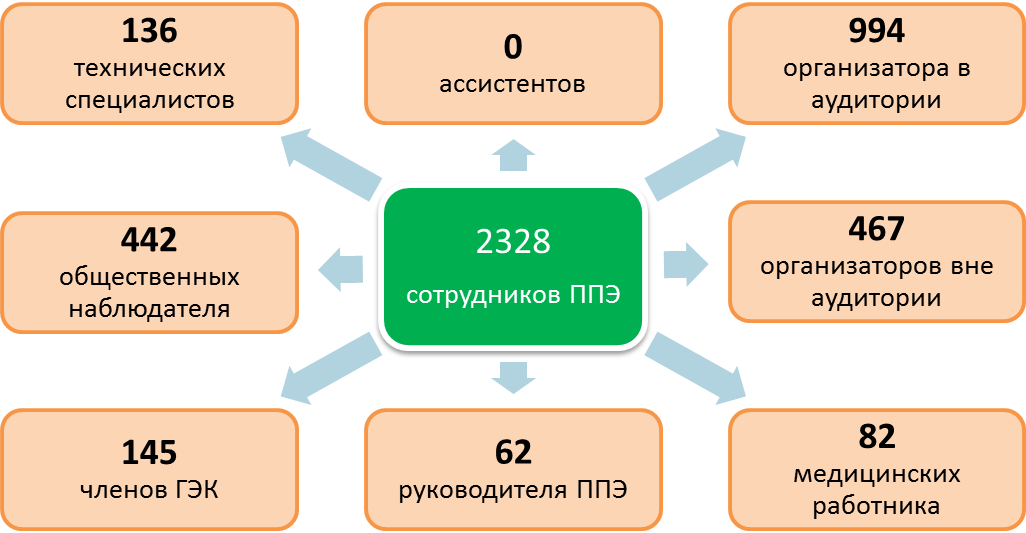 136
технических
специалистов
0
ассистентов
994
организатора в
аудитории
442
общественных
наблюдателя
2328
сотрудников ППЭ
467
организаторов вне
аудитории
145
членов ГЭК
62
руководителя ППЭ
82
медицинских
работника